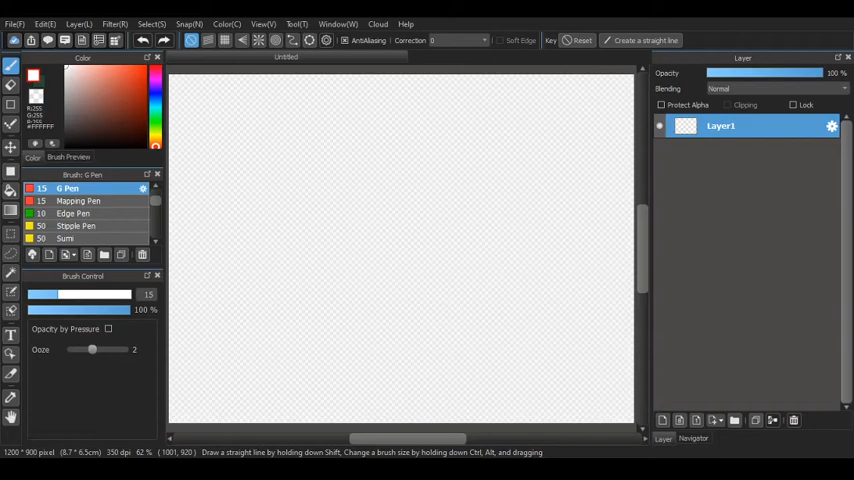 File(F) Edit(E) Layer(L) Filter(R) Select(S) Snap(N) Color(C) View(V) Tool(T) Window(W) Cloud Help
AntiAliasing Correction 0 Soft Edge Key Reset Create a straight line
Color
Untitled
Layer
Opacity 100 %
R:255
G:255
B:255
#FFFFFF
Blending Normal
Protect Alpha Clipping Lock
Layer1
Color Brush Preview
Brush: G Pen
15 G Pen
15 Mapping Pen
10 Edge Pen
50 Stipple Pen
50 Sumi
Brush Control
15
100 %
Opacity by Pressure
Ooze 2
T
Layer Navigator
1200 * 900 pixel (8.7 * 6.5cm) 350 dpi 62 % (1001, 920) Draw a straight line by holding down Shift, Change a brush size by holding down Ctrl, Alt, and dragging